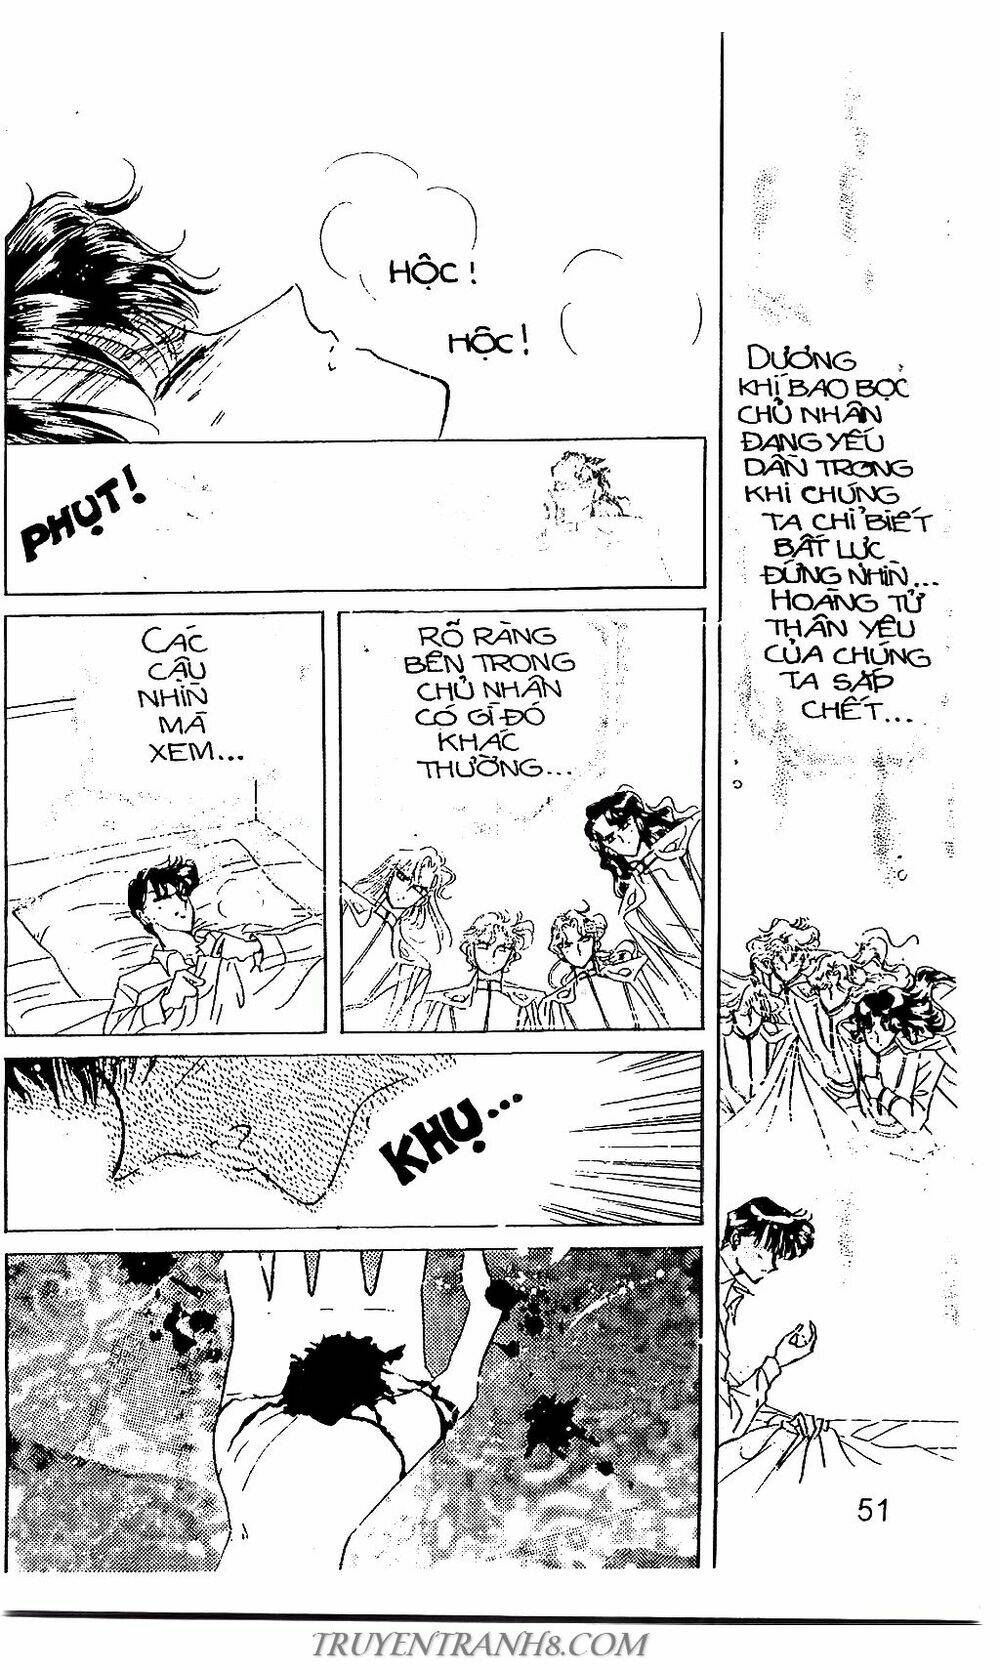 HỘC!
HỘC!
PHỤT!
CÁC
CẬU
NHÌN
MÀ
XEM...
RÕ RÀNG
BÊN TRONG
CHỦ NHÂN
CÓ GÌ ĐÓ
KHÁC
THƯỜNG...
KHỤ...
DƯƠNG
KHÍ BAO BỌC
CHỦ NHÂN
ĐANG YẾU
DẦN TRONG
KHI CHÚNG
TA CHỈ BIẾT
BẤT LỰC
ĐỨNG NHÌN...
HOÀNG TỬ
THÂN YÊU
CỦA CHÚNG
TA SẮP
CHẾT...
51
TRUYENTRANH8.COM